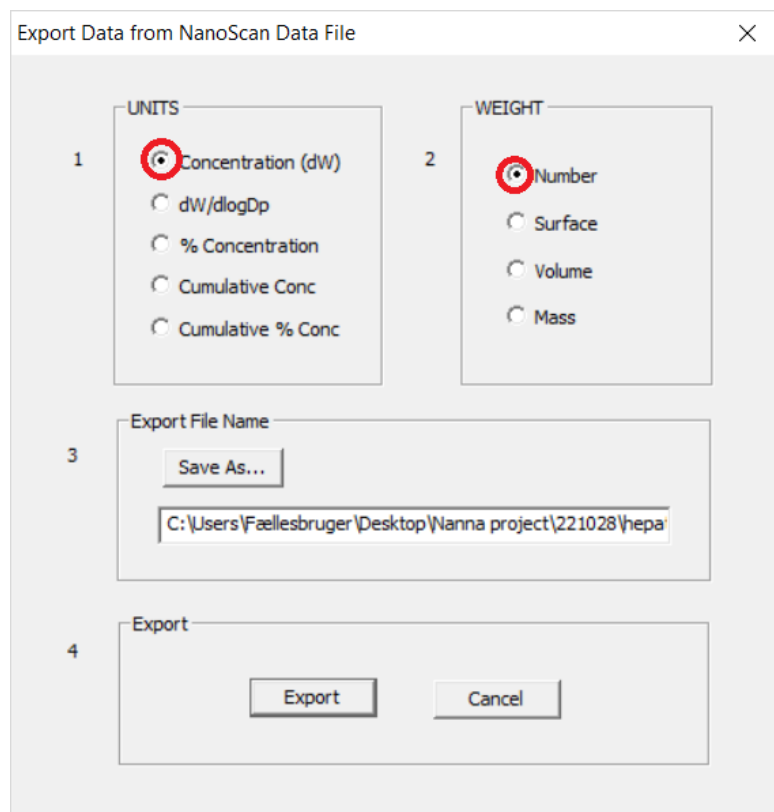 Export Data from NanoScan Data File
UNITS
1
Concentration (dW)
dW/dlogDp
% Concentration
Cumulative Conc
Cumulative % Conc
WEIGHT
2
Number
Surface
Volume
Mass
Export File Name
3
Save As...
C:\Users\Fællesbruger\Desktop\Nanna project\221028\hepa
Export
4
Export
Cancel